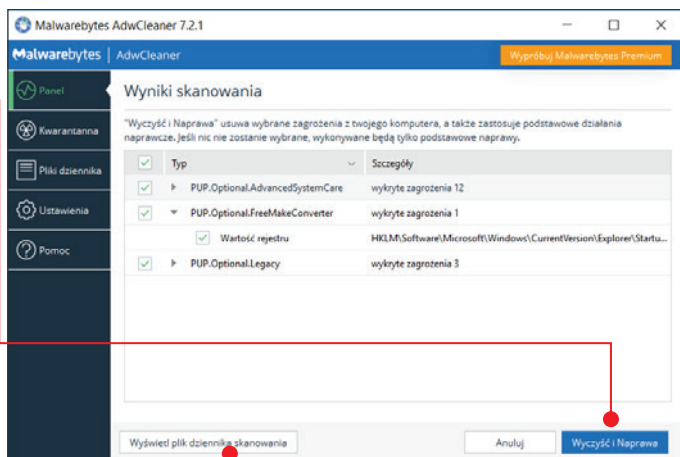 Malwarebytes AdwCleaner 7.2.1
Malwarebytes | AdwCleaner
Wypróbuj Malwarebytes Premium
Panel
Kwarantanna
Pliki dziennika
Ustawienia
Pomoc
Wyniki skanowania
"Wyczyść i Naprawa" usuwa wybrane zagrożenia z twojego komputera, a także zastosuje podstawowe działania
naprawcze. Jeśli nic nie zostanie wybrane, wykonywane będą tylko podstawowe naprawy.
Typ Szczegóły
PUP.Optional.AdvancedSystemCare wykryte zagrożenia 12
PUP.Optional.FreeMakeConverter wykryte zagrożenia 1
Wartość rejestru HKLM\Software\Microsoft\Windows\CurrentVersion\Explorer\Startu...
PUP.Optional.Legacy wykryte zagrożenia 3
Wyświetl plik dziennika skanowania
Anuluj
Wyczyść i Naprawa